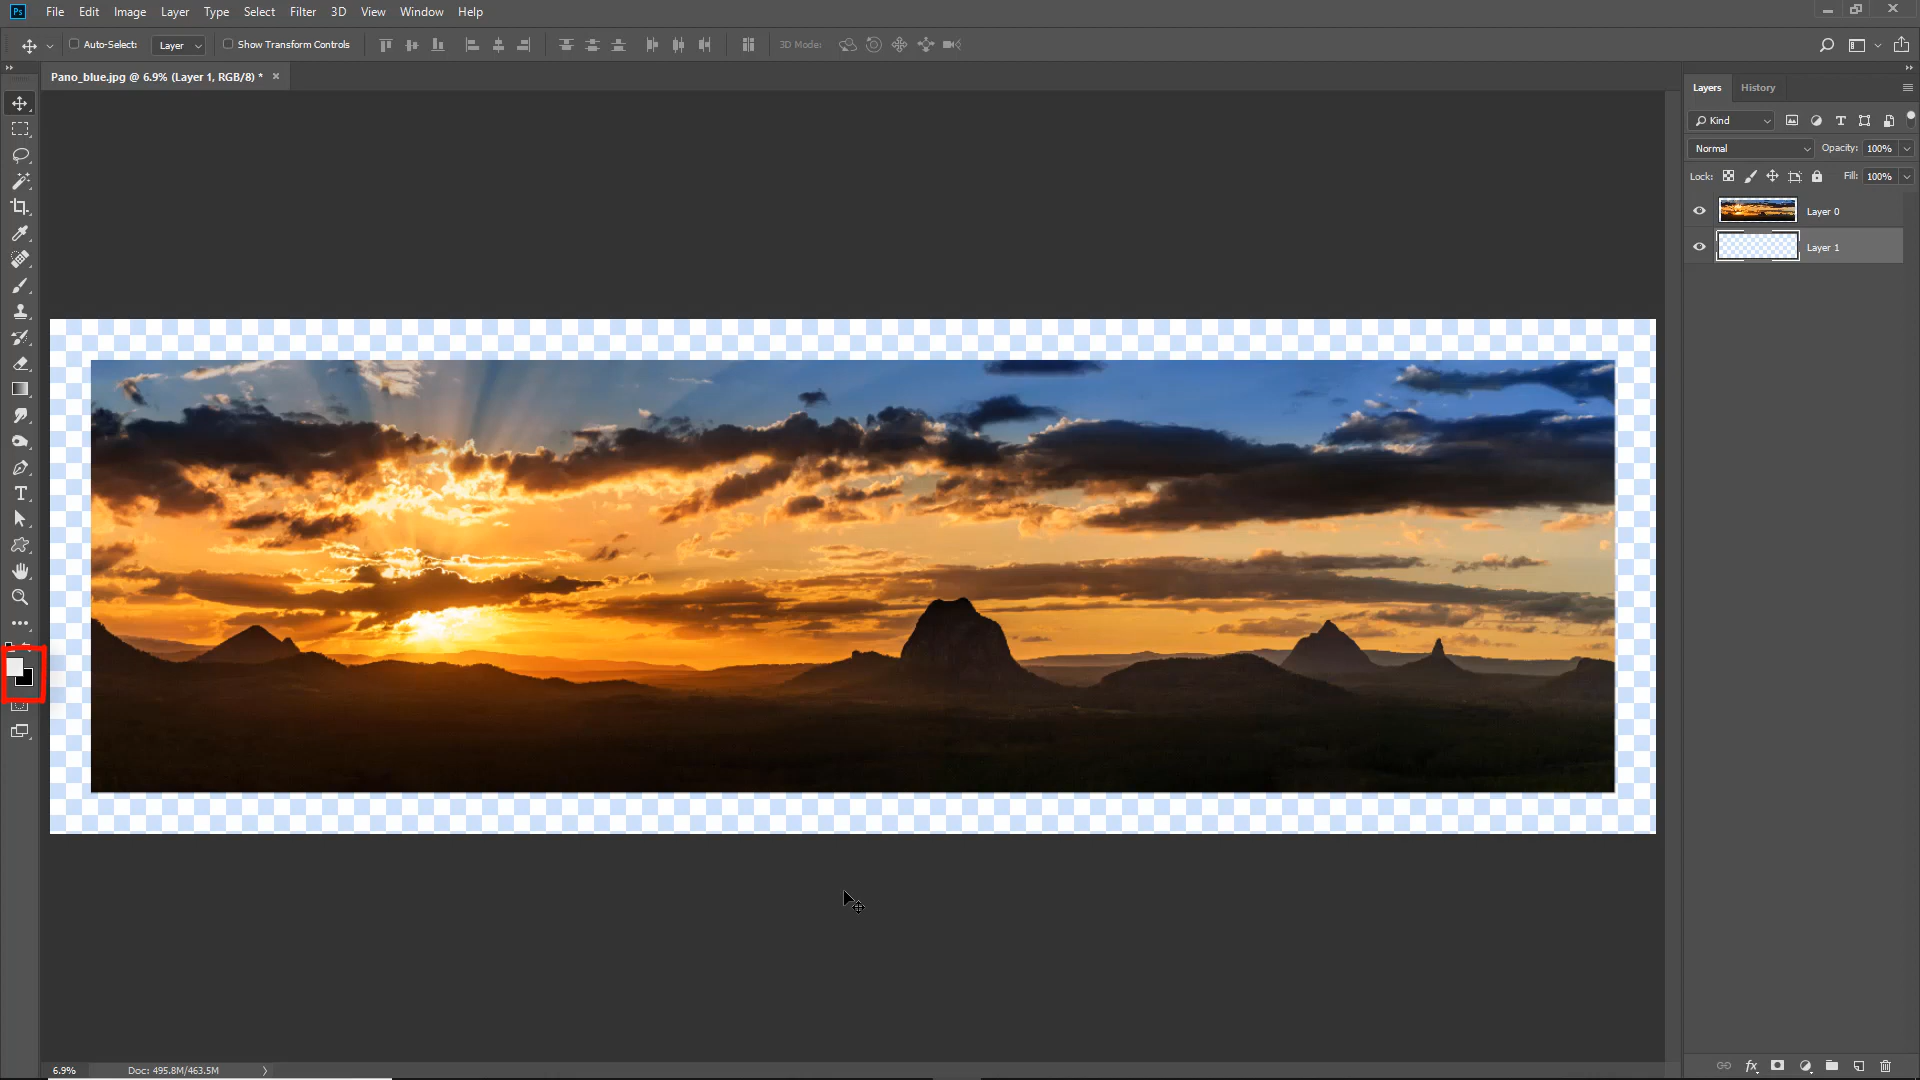 Ps File Edit Image Layer Type Select Filter 3D View Window Help
Auto-Select: Layer Show Transform Controls 3D Mode:
Pano_blue.jpg @ 6.9% (Layer 1, RGB/8) *
Layers History
Kind
Normal Opacity: 100%
Lock: Fill: 100%
Layer 0
Layer 1
6.9% Doc: 495.8M/463.5M
fx